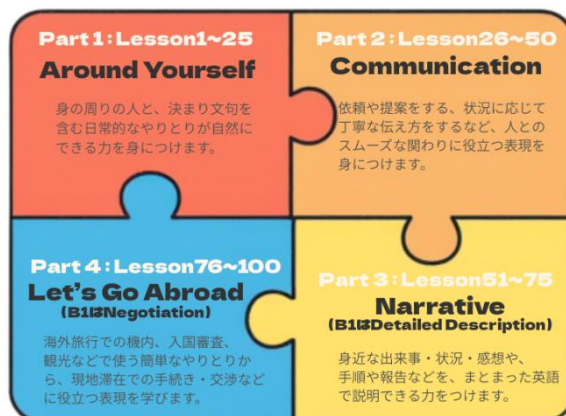 Part 1:Lesson1~25
Around Yourself
身の周りの人と、決まり文句を
含む日常的なやりとりが自然に
できる力を身につけます。
Part 2:Lesson26~50
Communication
依頼や提案をする、状況に応じて
丁寧な伝え方をするなど、人との
スムーズな関わりに役立つ表現を
身につけます。
Part 3:Lesson51~75
Narrative
(B1はDetailed Description)
身近な出来事・状況・感想や、
手順や報告などを、まとまった英語
で説明できる力をつけます。
Part 4:Lesson76~100
Let's Go Abroad
(B1はNegotiation)
海外旅行での機内、入国審査、
観光などで使う簡単なやりとりか
ら、現地滞在での手続き・交渉など
に役立つ表現を学びます。